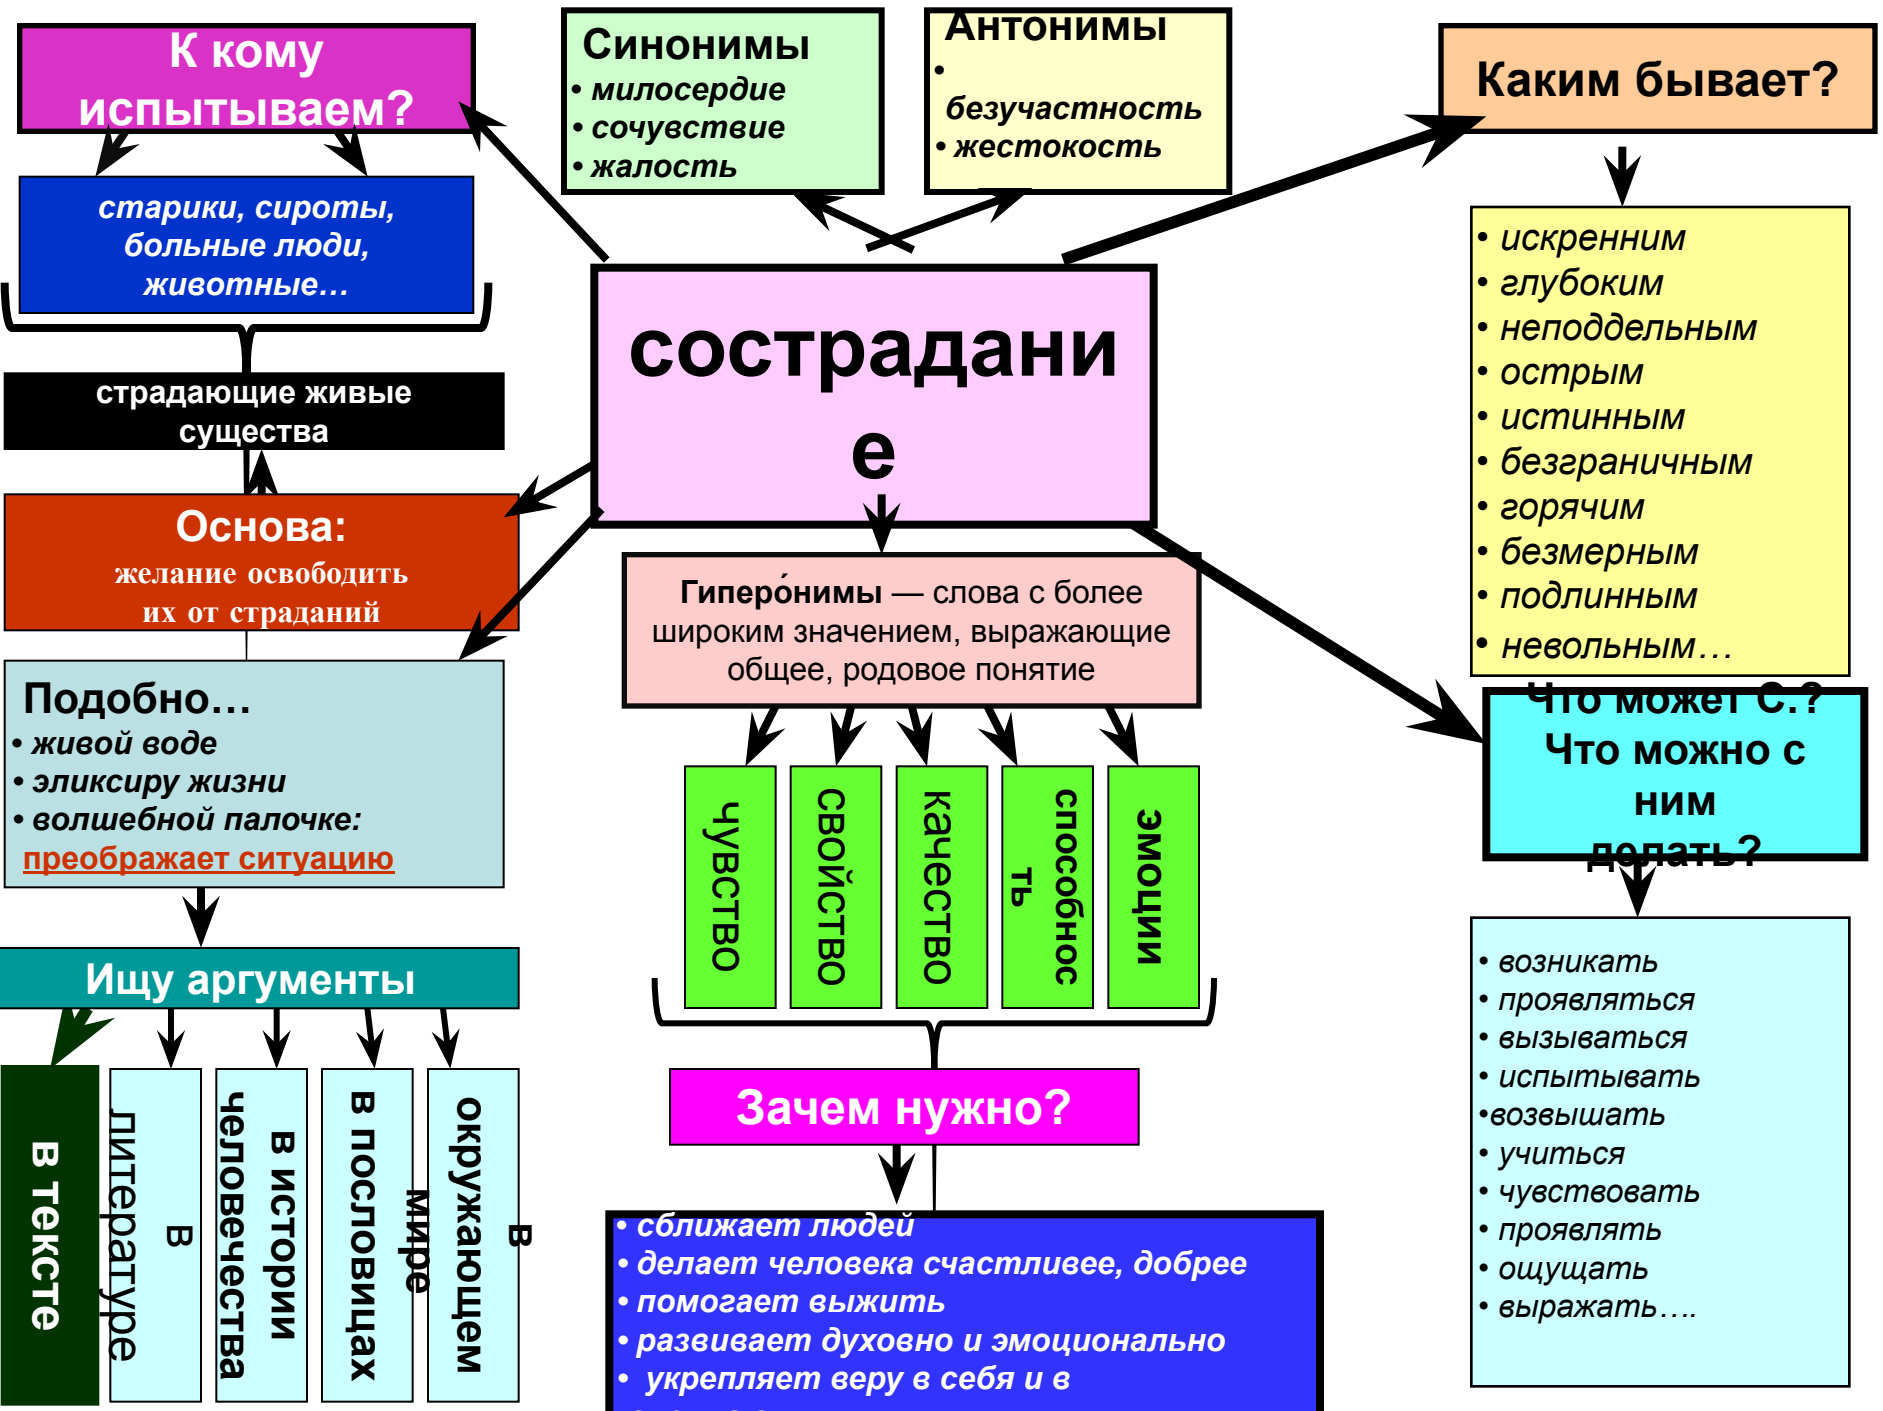 К кому
испытываем?
старики, сироты,
больные люди,
животные…
страдающие живые
существа
Основа:
желание освободить
их от страданий
Подобно…
• живой воде
• эликсиру жизни
• волшебной палочке:
преображает ситуацию
Ищу аргументы
в тексте
в
литературе
в истории
человечества
в пословицах
в
окружающем
мире
Синонимы
• милосердие
• сочувствие
• жалость
Антонимы
•
безучастность
• жестокость
сострадани
е
Гиперо́нимы — слова с более
широким значением, выражающие
общее, родовое понятие
чувство
свойство
качество
способнос
ть
эмоции
Зачем нужно?
• сближает людей
• делает человека счастливее, добрее
• помогает выжить
• развивает духовно и эмоционально
• укрепляет веру в себя и в
Каким бывает?
• искренним
• глубоким
• неподдельным
• острым
• истинным
• безграничным
• горячим
• безмерным
• подлинным
• невольным…
Что может С.?
Что можно с
ним
делать?
• возникать
• проявляться
• вызываться
• испытывать
•возвышать
• учиться
• чувствовать
• проявлять
• ощущать
• выражать….